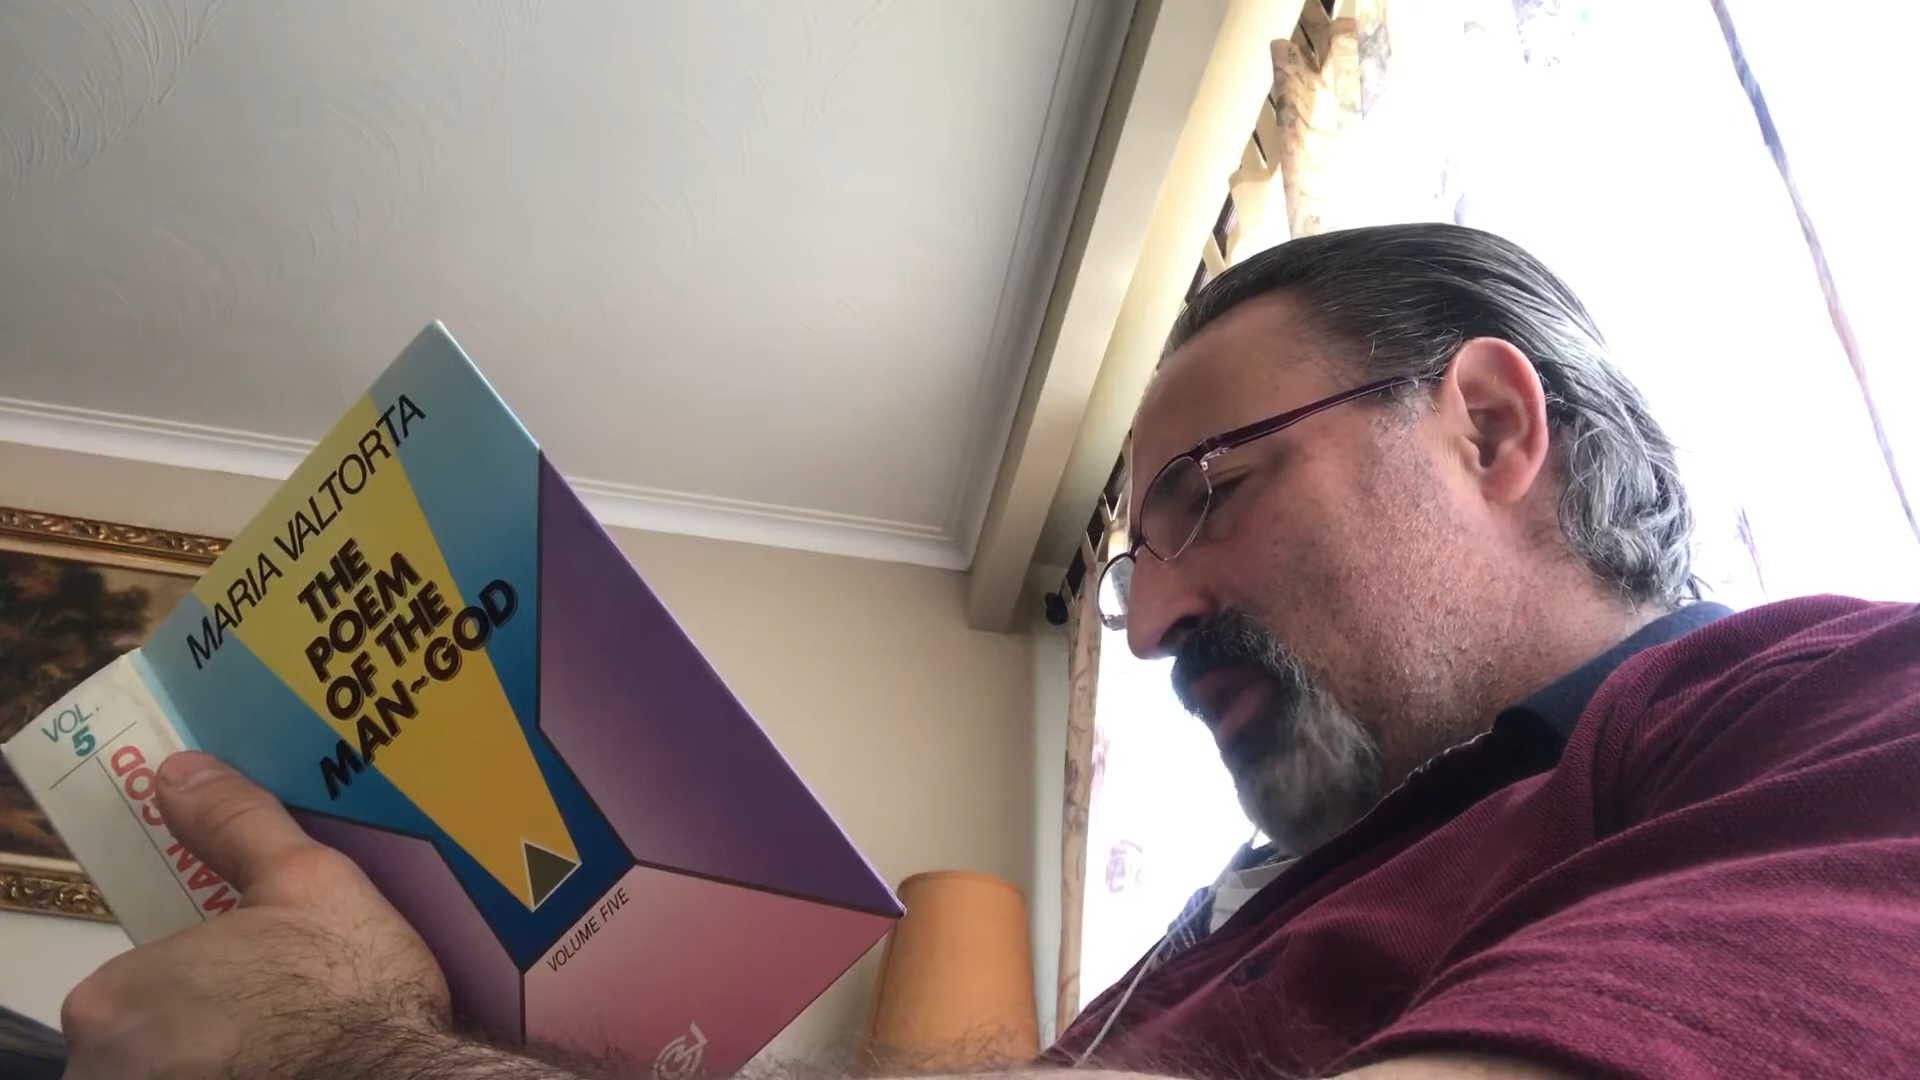 MARIA VALTORTA
THE
POEM
OF THE
MAN~GOD
VOLUME FIVE
VOL.
5
MAN-GOD